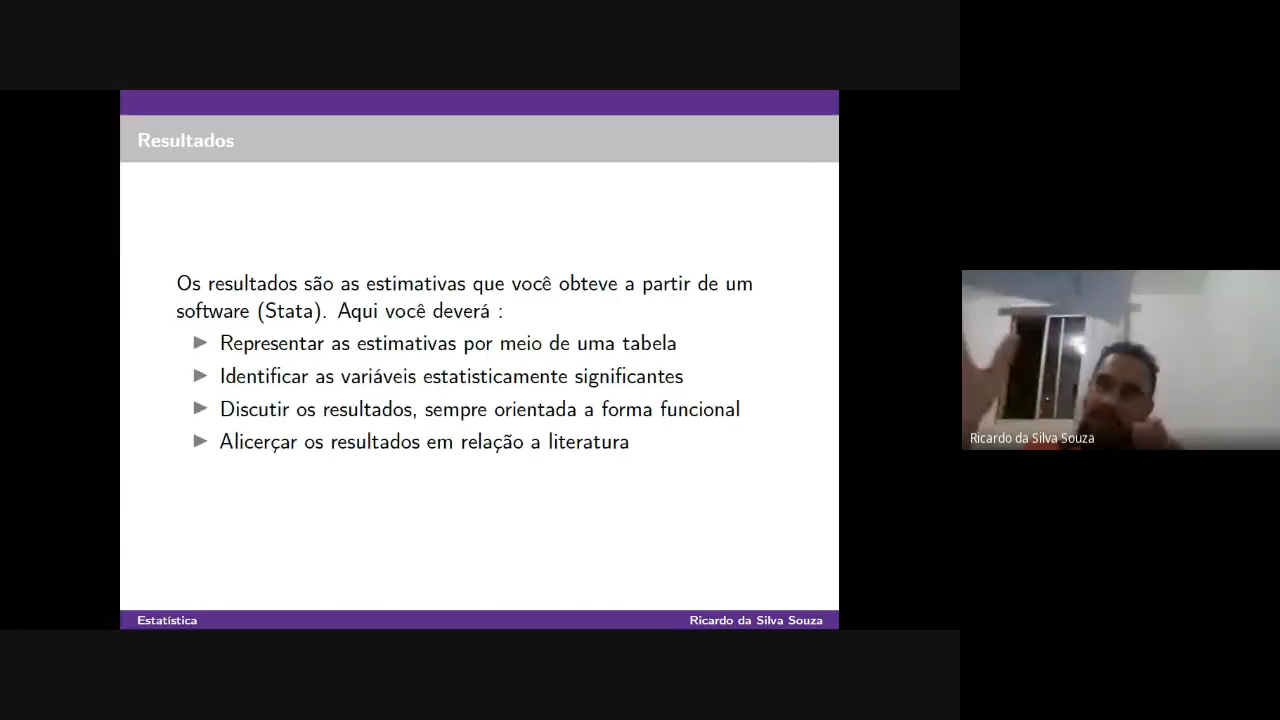 Resultados
Os resultados são as estimativas que você obteve a partir de um
software (Stata). Aqui você deverá :
Representar as estimativas por meio de uma tabela
Identificar as variáveis estatisticamente significantes
Discutir os resultados, sempre orientada a forma funcional
Alicerçar os resultados em relação a literatura
Estatística
Ricardo da Silva Souza
Ricardo da Silva Souza